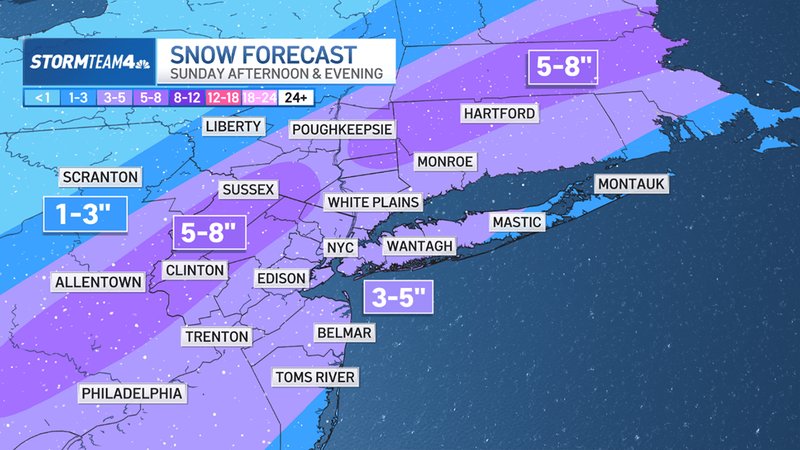 STORMTEAM4
SNOW FORECAST
SUNDAY AFTERNOON & EVENING
<1 1-3 3-5 5-8 8-12 12-18 18-24 24+
5-8"
HARTFORD
LIBERTY
POUGHKEEPSIE
MONROE
SCRANTON
SUSSEX
MONTAUK
WHITE PLAINS
1-3"
5-8"
MASTIC
NYC
WANTAGH
CLINTON
EDISON
ALLENTOWN
3-5"
TRENTON
BELMAR
TOMS RIVER
PHILADELPHIA